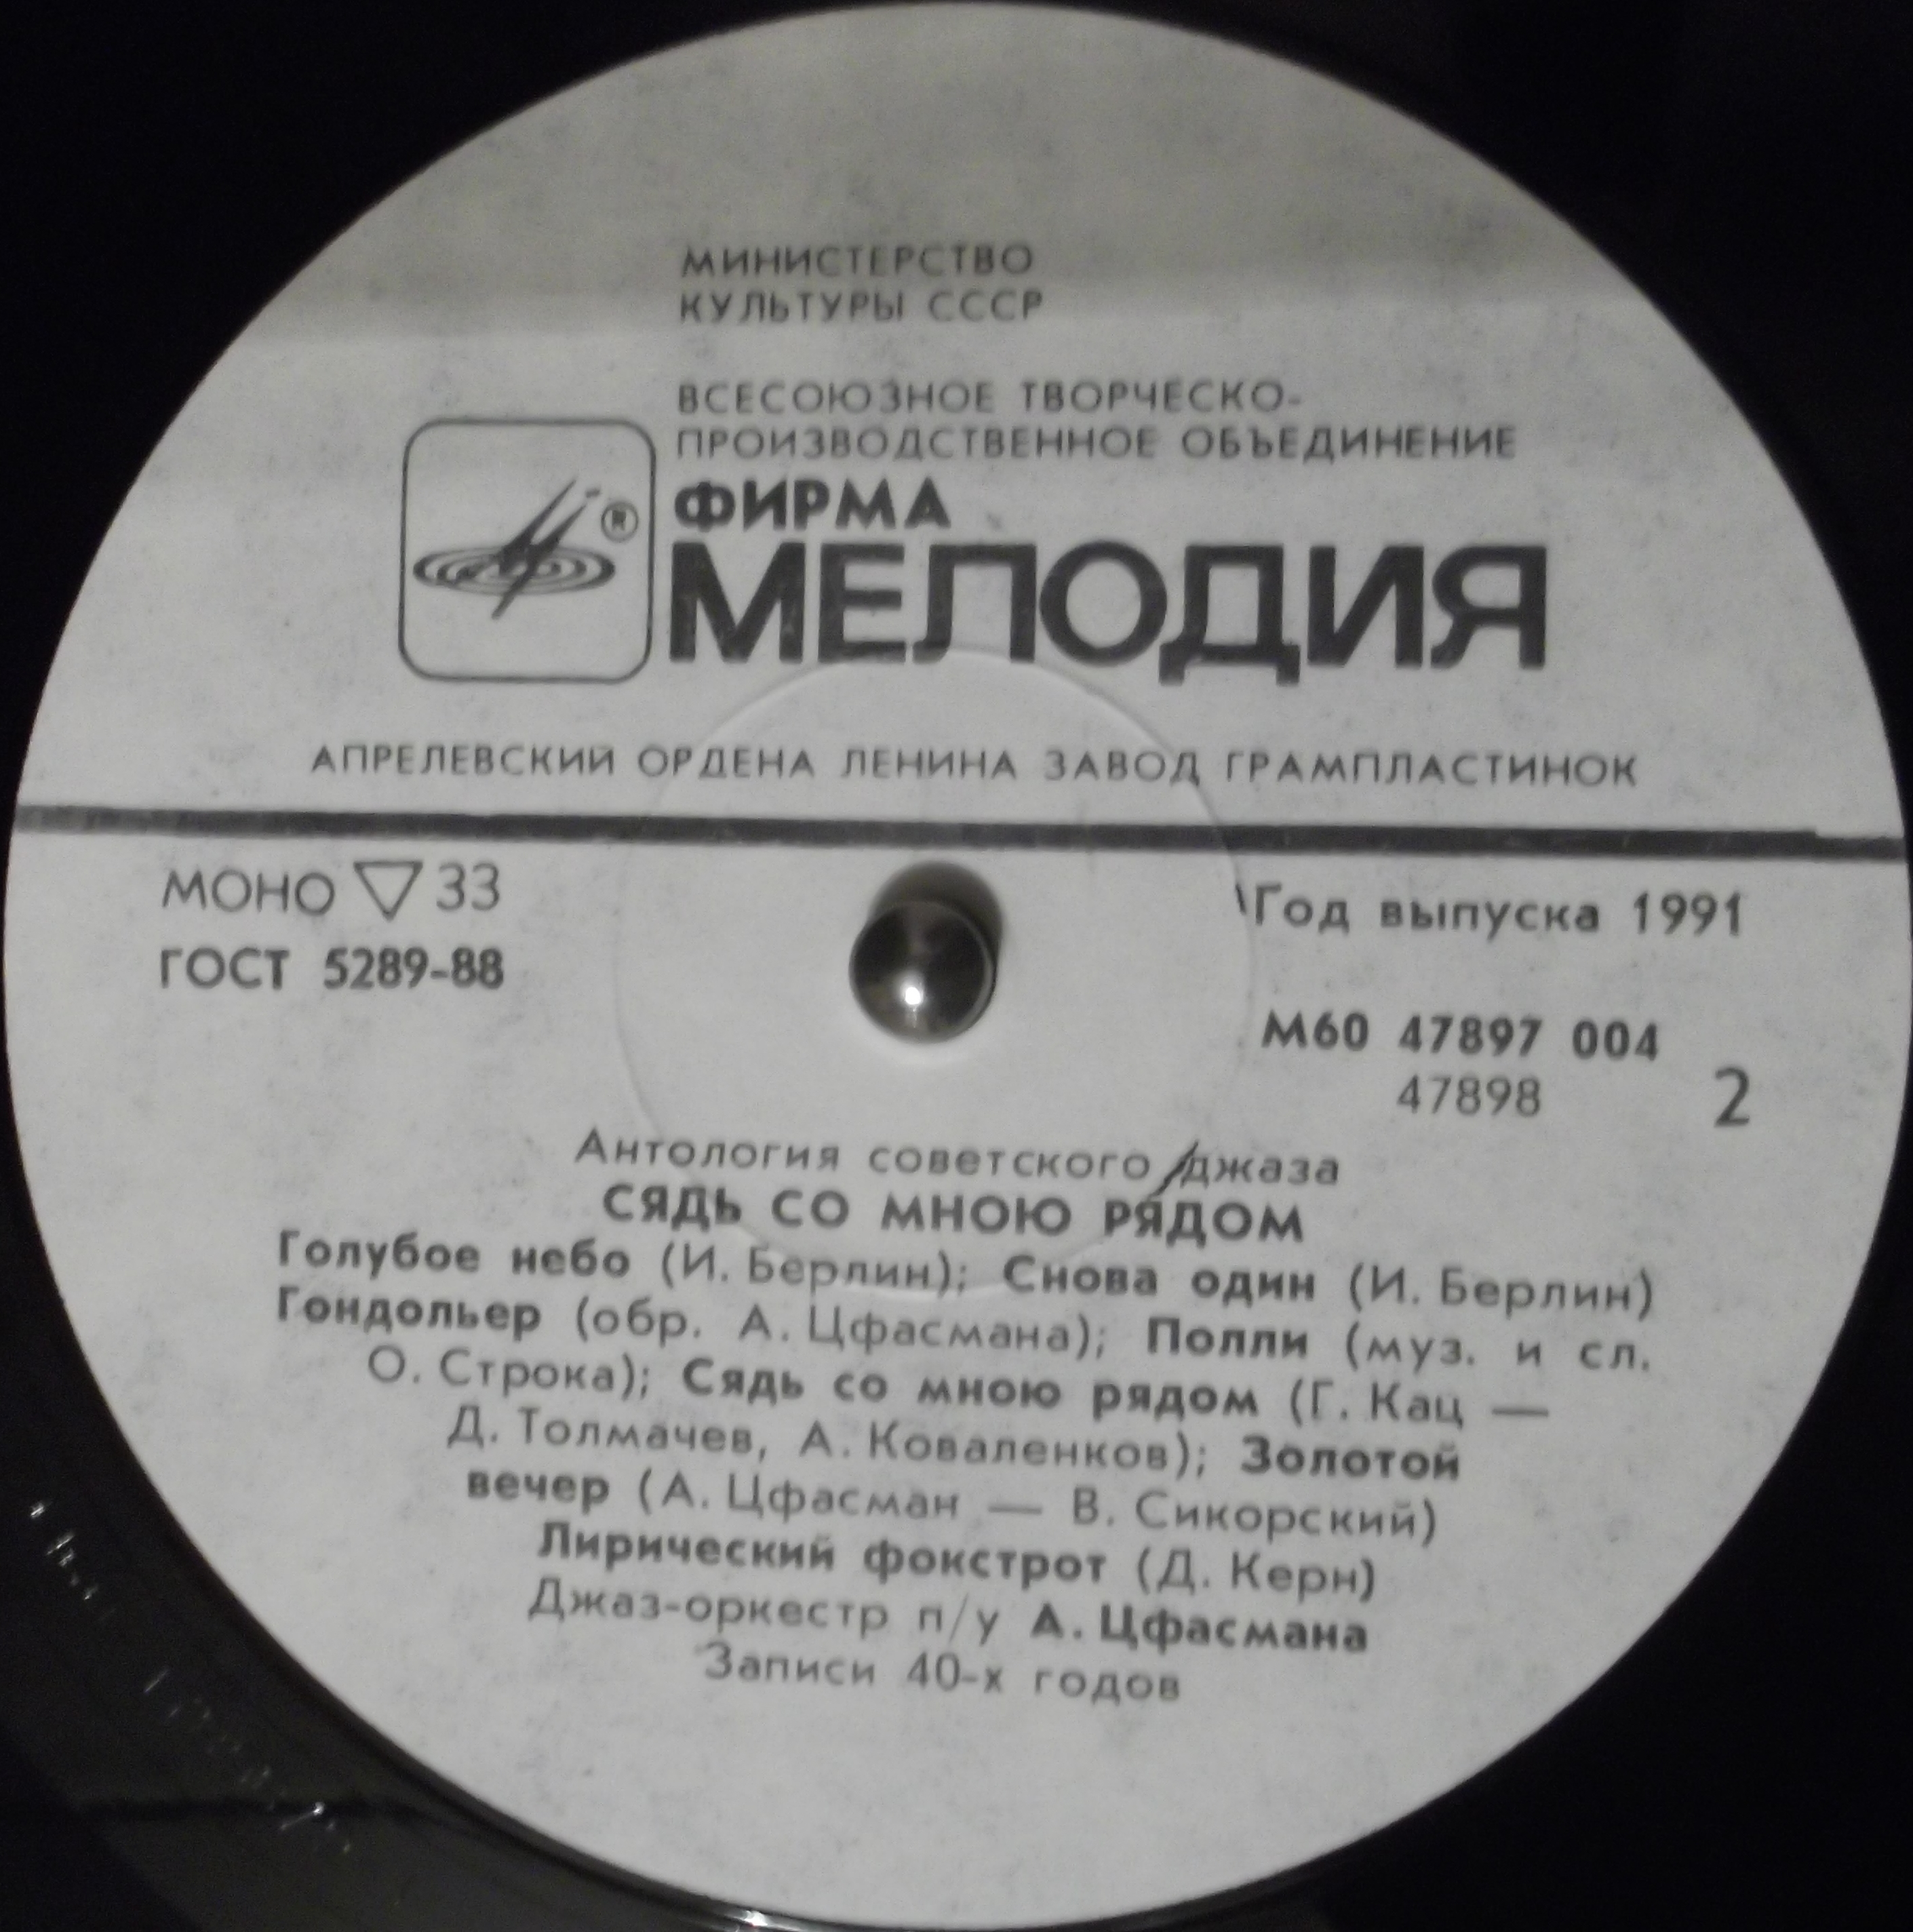 МИНИСТЕРСТВО
КУЛЬТУРЫ СССР
ВСЕСОЮЗНОЕ ТВОРЧЕСКО-
ПРОИЗВОДСТВЕННОЕ ОБЪЕДИНЕНИЕ
ФИРМА
®
МЕЛОДИЯ
АПРЕЛЕВСКИЙ ОРДЕНА ЛЕНИНА ЗАВОД ГРАМПЛАСТИНОК
МОНО ▽ 33
ГОСТ 5289-88
Год выпуска 1991
М60 47897 004
47898
2
Антология советского джаза
СЯДЬ СО МНОЮ РЯДОМ
Голубое небо (И. Берлин); Снова один (И. Берлин)
Гондольер (обр. А. Цфасмана); Полли (муз. и сл.
О. Строка); Сядь со мною рядом (Г. Кац —
Д. Толмачев, А. Коваленков); Золотой
вечер (А. Цфасман — В. Сикорский)
Лирический фокстрот (Д. Керн)
Джаз-оркестр п/у А. Цфасмана
Записи 40-х годов